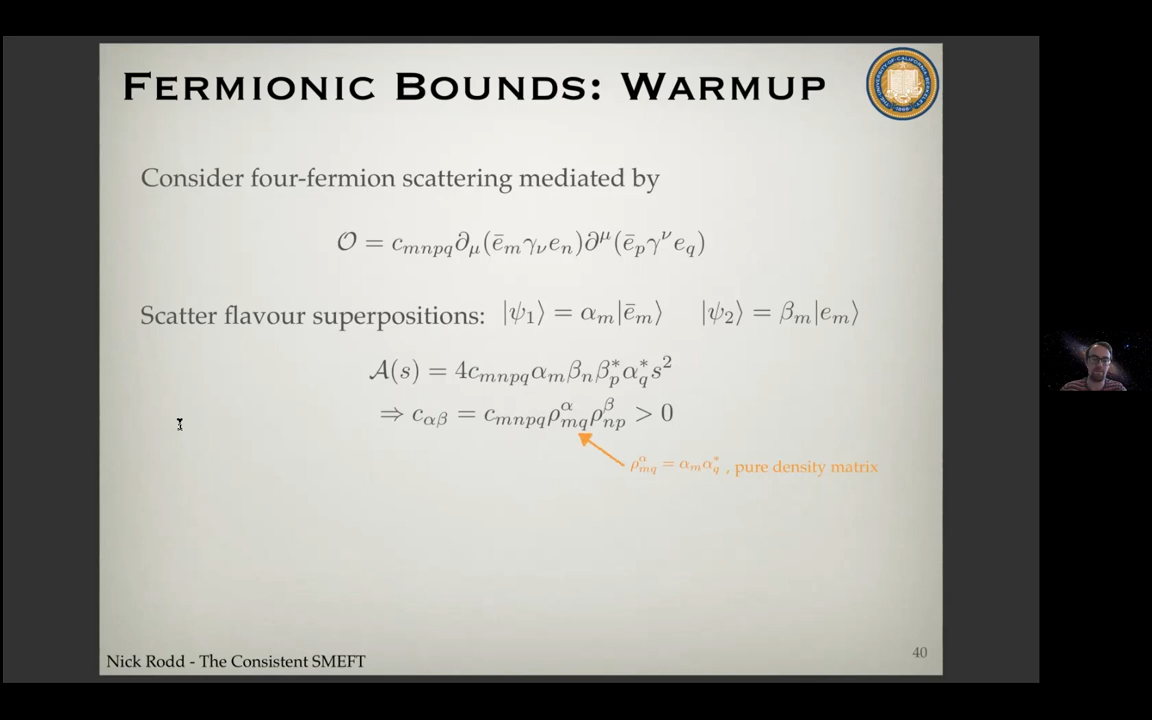 FERMIONIC BOUNDS: WARMUP
Consider four-fermion scattering mediated by
𝒪 = c_{mnpq} ∂_μ(ē_m γ_ν e_n) ∂^μ(ē_p γ^ν e_q)
Scatter flavour superpositions: |ψ_1⟩ = α_m|ē_m⟩ |ψ_2⟩ = β_m|e_m⟩
𝒜(s) = 4c_{mnpq} α_m β_n β_p^* α_q^* s^2
⇒ c_{αβ} = c_{mnpq} ρ^α_{mq} ρ^β_{np} > 0
ρ^α_{mq} = α_m α_q^* , pure density matrix
Nick Rodd - The Consistent SMEFT
40